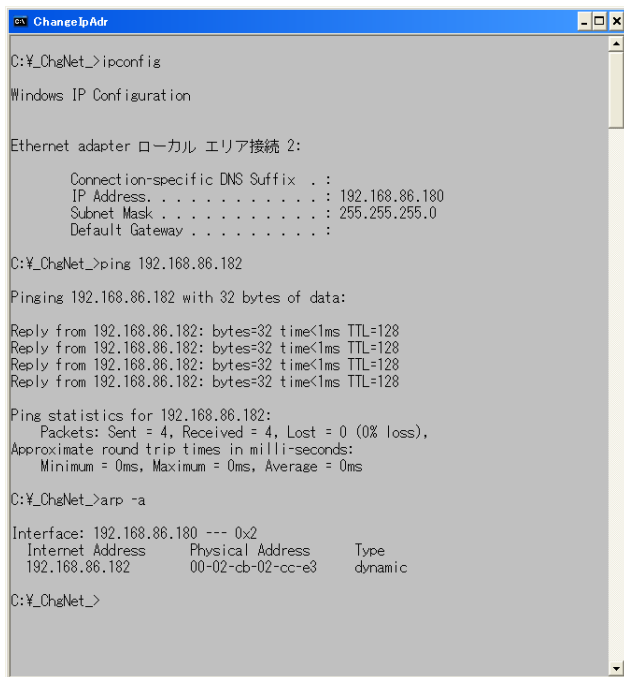 ChangeIpAdr
C:¥_ChgNet_>ipconfig
Windows IP Configuration
Ethernet adapter ローカル エリア接続 2:
Connection-specific DNS Suffix . :
IP Address. . . . . . . . . . . . : 192.168.86.180
Subnet Mask . . . . . . . . . . . : 255.255.255.0
Default Gateway . . . . . . . . . :
C:¥_ChgNet_>ping 192.168.86.182
Pinging 192.168.86.182 with 32 bytes of data:
Reply from 192.168.86.182: bytes=32 time<1ms TTL=128
Reply from 192.168.86.182: bytes=32 time<1ms TTL=128
Reply from 192.168.86.182: bytes=32 time<1ms TTL=128
Reply from 192.168.86.182: bytes=32 time<1ms TTL=128
Ping statistics for 192.168.86.182:
Packets: Sent = 4, Received = 4, Lost = 0 (0% loss),
Approximate round trip times in milli-seconds:
Minimum = 0ms, Maximum = 0ms, Average = 0ms
C:¥_ChgNet_>arp -a
Interface: 192.168.86.180 --- 0x2
Internet Address Physical Address Type
192.168.86.182 00-02-cb-02-cc-e3 dynamic
C:¥_ChgNet_>